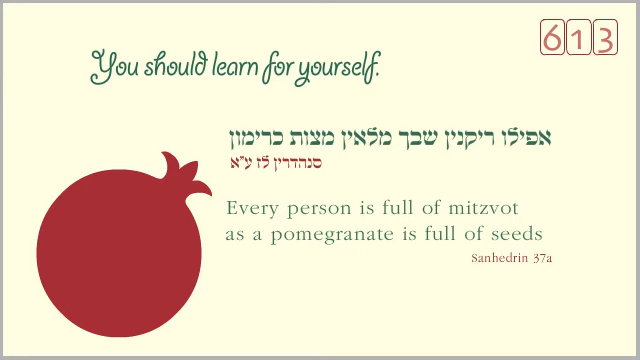 613
You should learn for yourself.
אפילו ריקנין שבך מלאין מצות כרימון
סנהדרין לז ע"א
Every person is full of mitzvot
as a pomegranate is full of seeds
Sanhedrin 37a